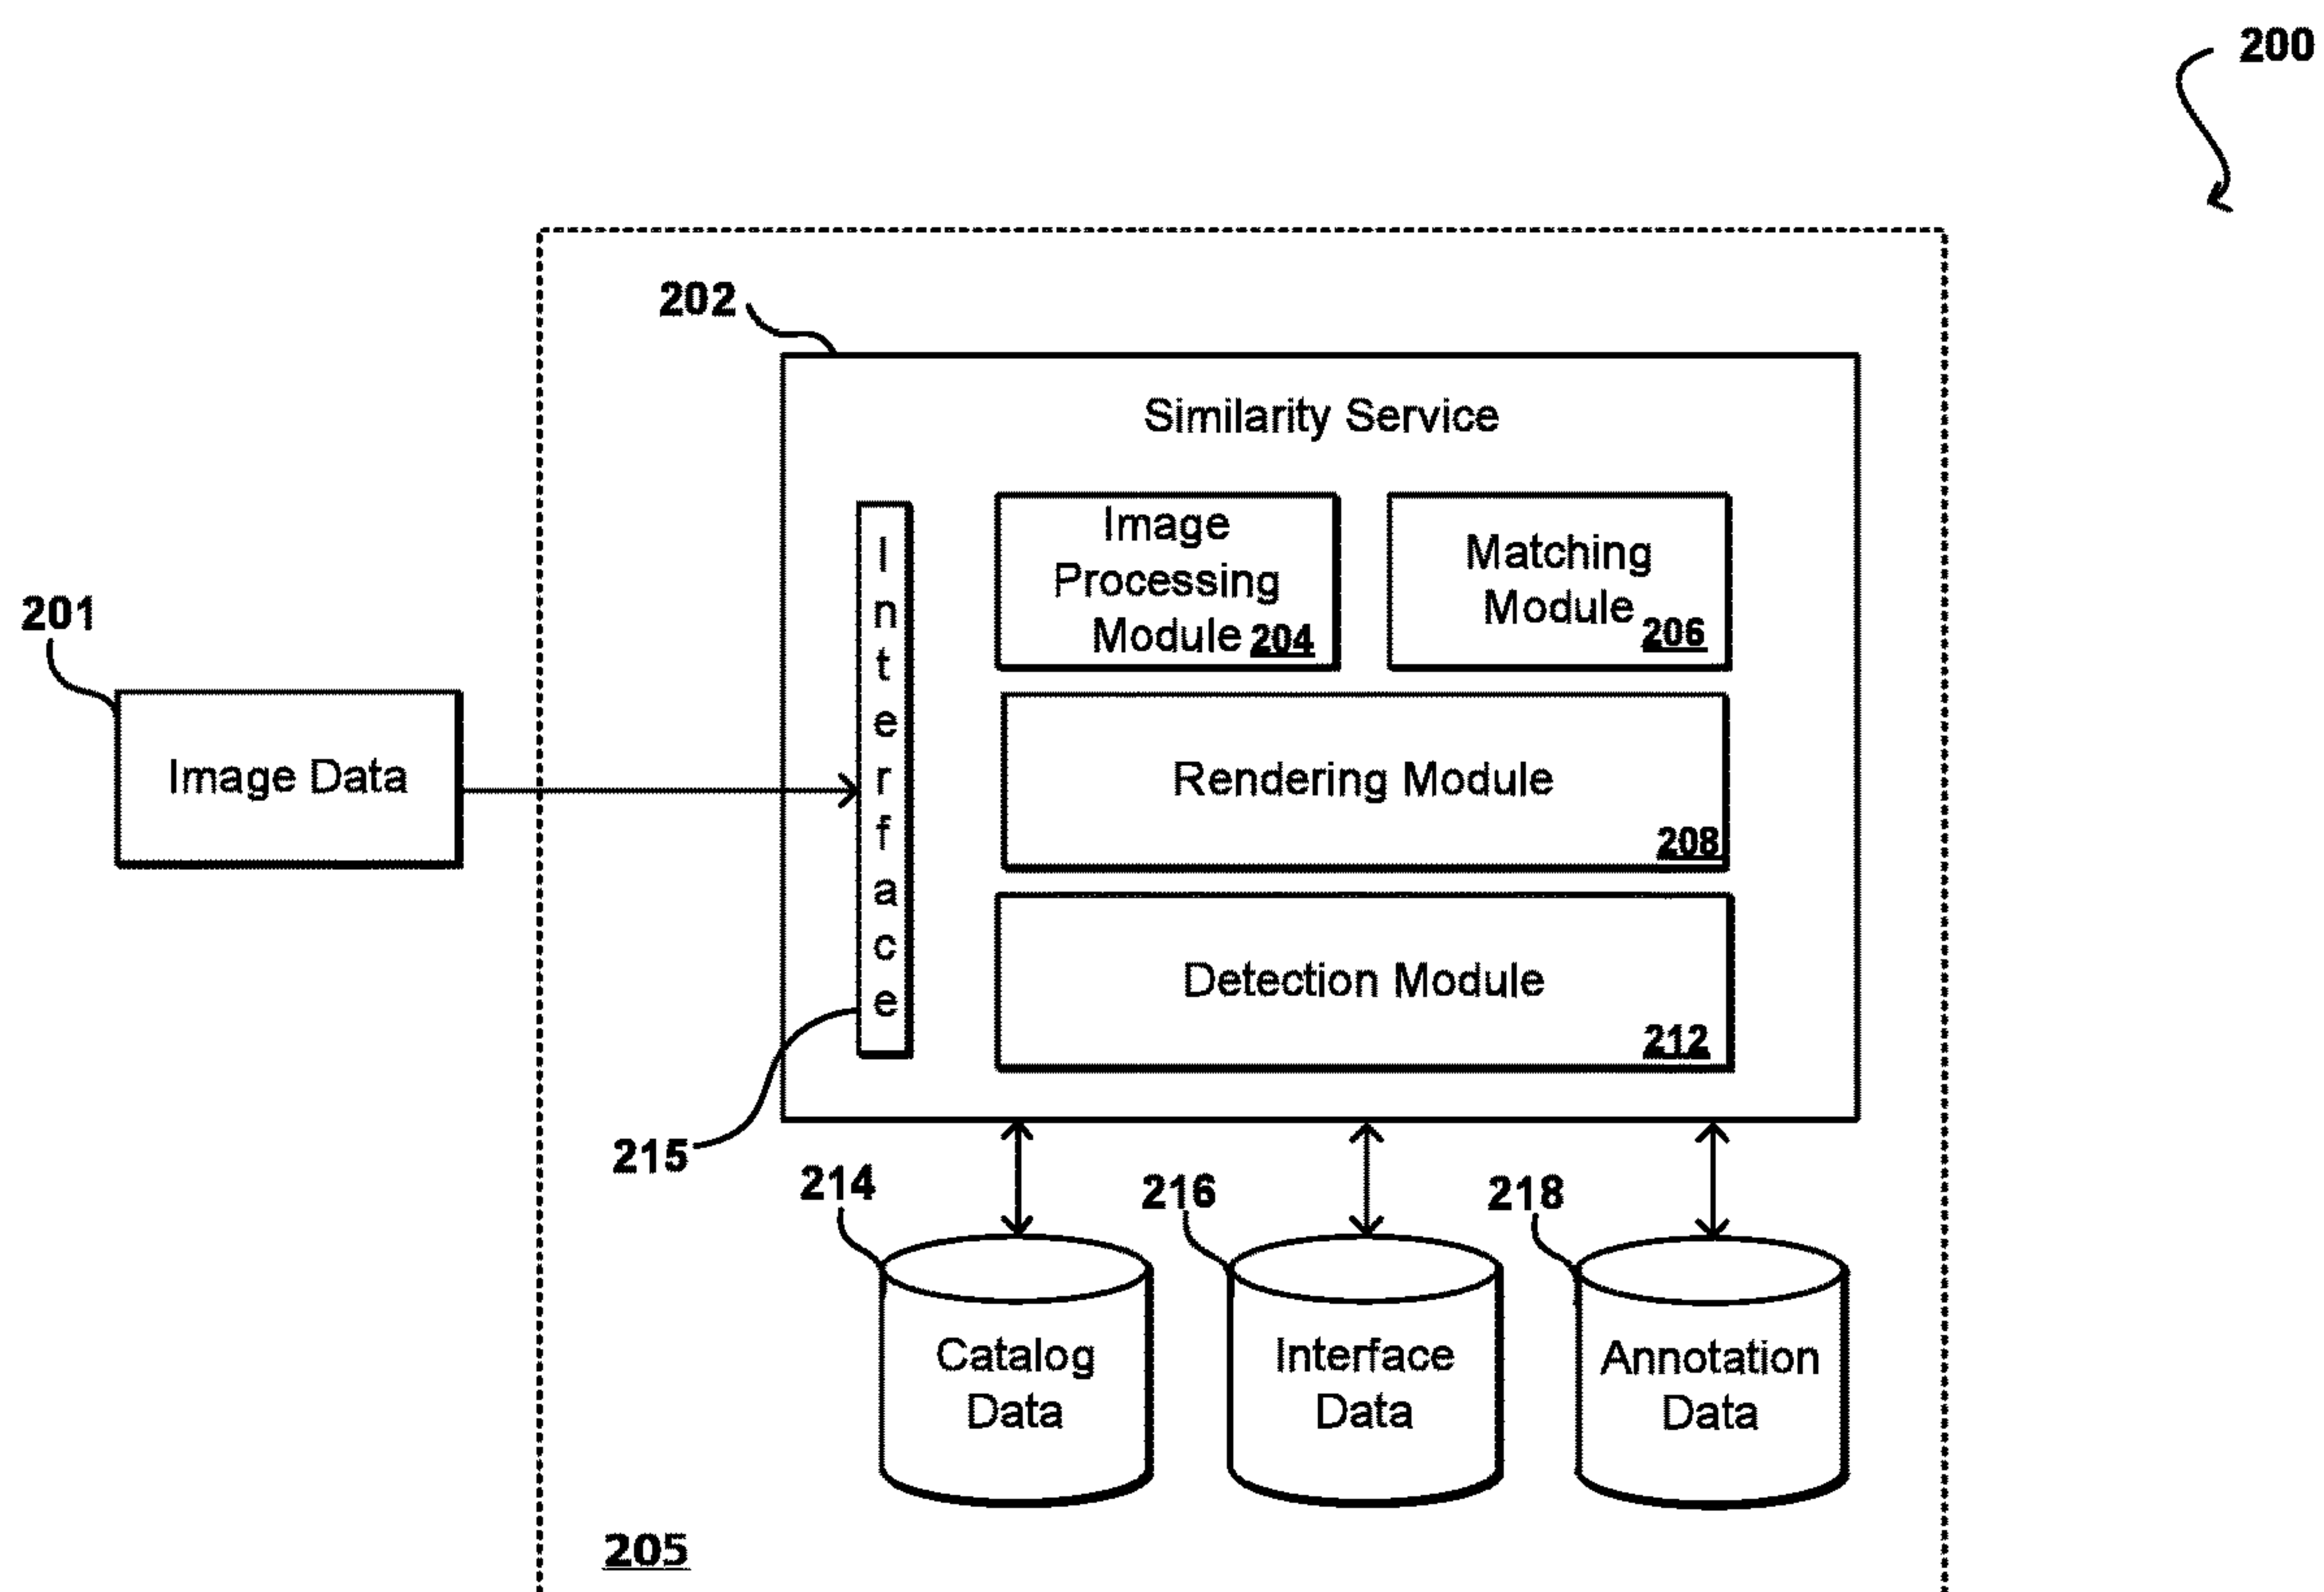 200
202
Similarity Service
Interface
Image
Processing
Module 204
Matching
Module 206
201
Image Data
Rendering Module
208
Detection Module
212
215
214
216
218
Catalog
Data
Interface
Data
Annotation
Data
205